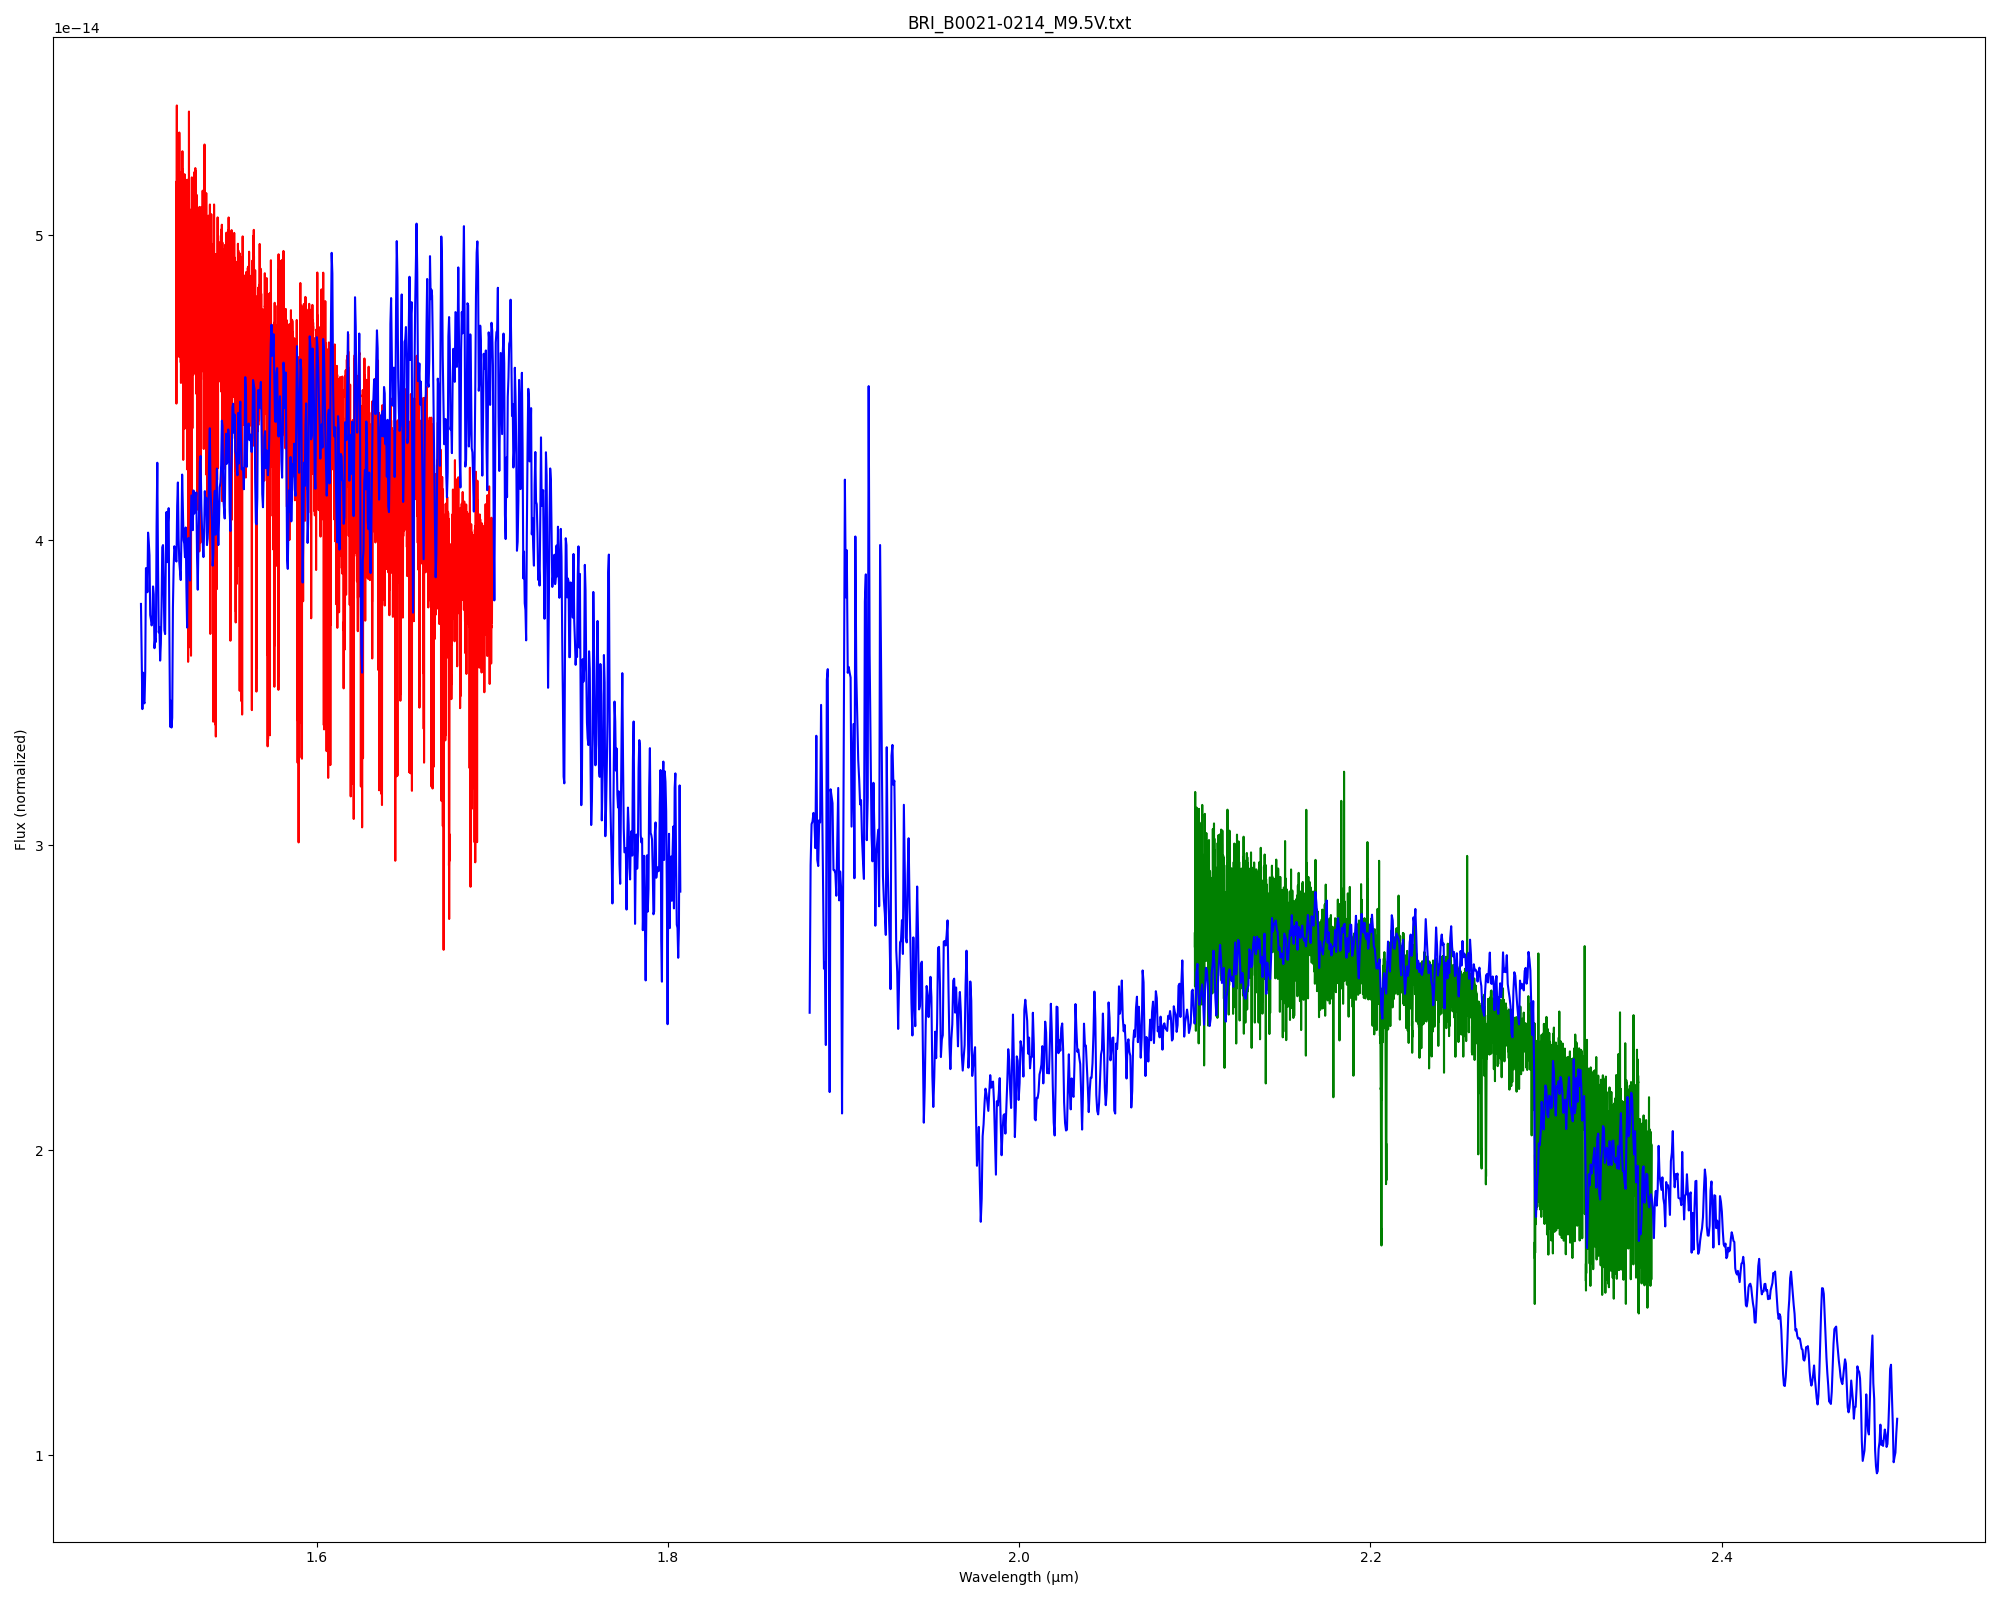 BRI_B0021-0214_M9.5V.txt
1e−14
5
4
3
2
1
Flux (normalized)
1.6 1.8 2.0 2.2 2.4
Wavelength (μm)